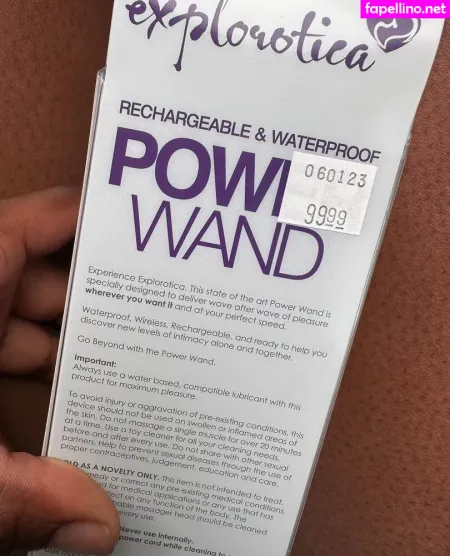 fapellino.net
explorotica
RECHARGEABLE & WATERPROOF
060123
99.99
WAND
Experience Explorotica. This state of the art Power Wand is
specially designed to deliver wave after wave of pleasure
wherever you want it and at your perfect speed.
Waterproof, Wireless, Rechargeable, and ready to help you
discover new levels of intimacy alone and together.
Go Beyond with the Power Wand.
Important:
Always use a water based, compatible lubricant with this
product for maximum pleasure.
To avoid injury or aggravation of pre-existing conditions, this
device should not be used on swollen or inflamed areas of
the skin. Do not massage a single muscle for over 20 minutes
at a time. Use a toy cleaner for all your cleaning needs,
before and after every use. Do not share with other sexual
partners. Help to prevent sexual diseases through the use of
proper contraceptives, judgement, education and care.
AS A NOVELTY ONLY. This item is not intended to treat,
or correct any pre-existing medical conditions.
for medical applications or any use that has
on any function of the body. The
massager head should be cleaned
every use.
Never use internally.
power cord while cleaning to